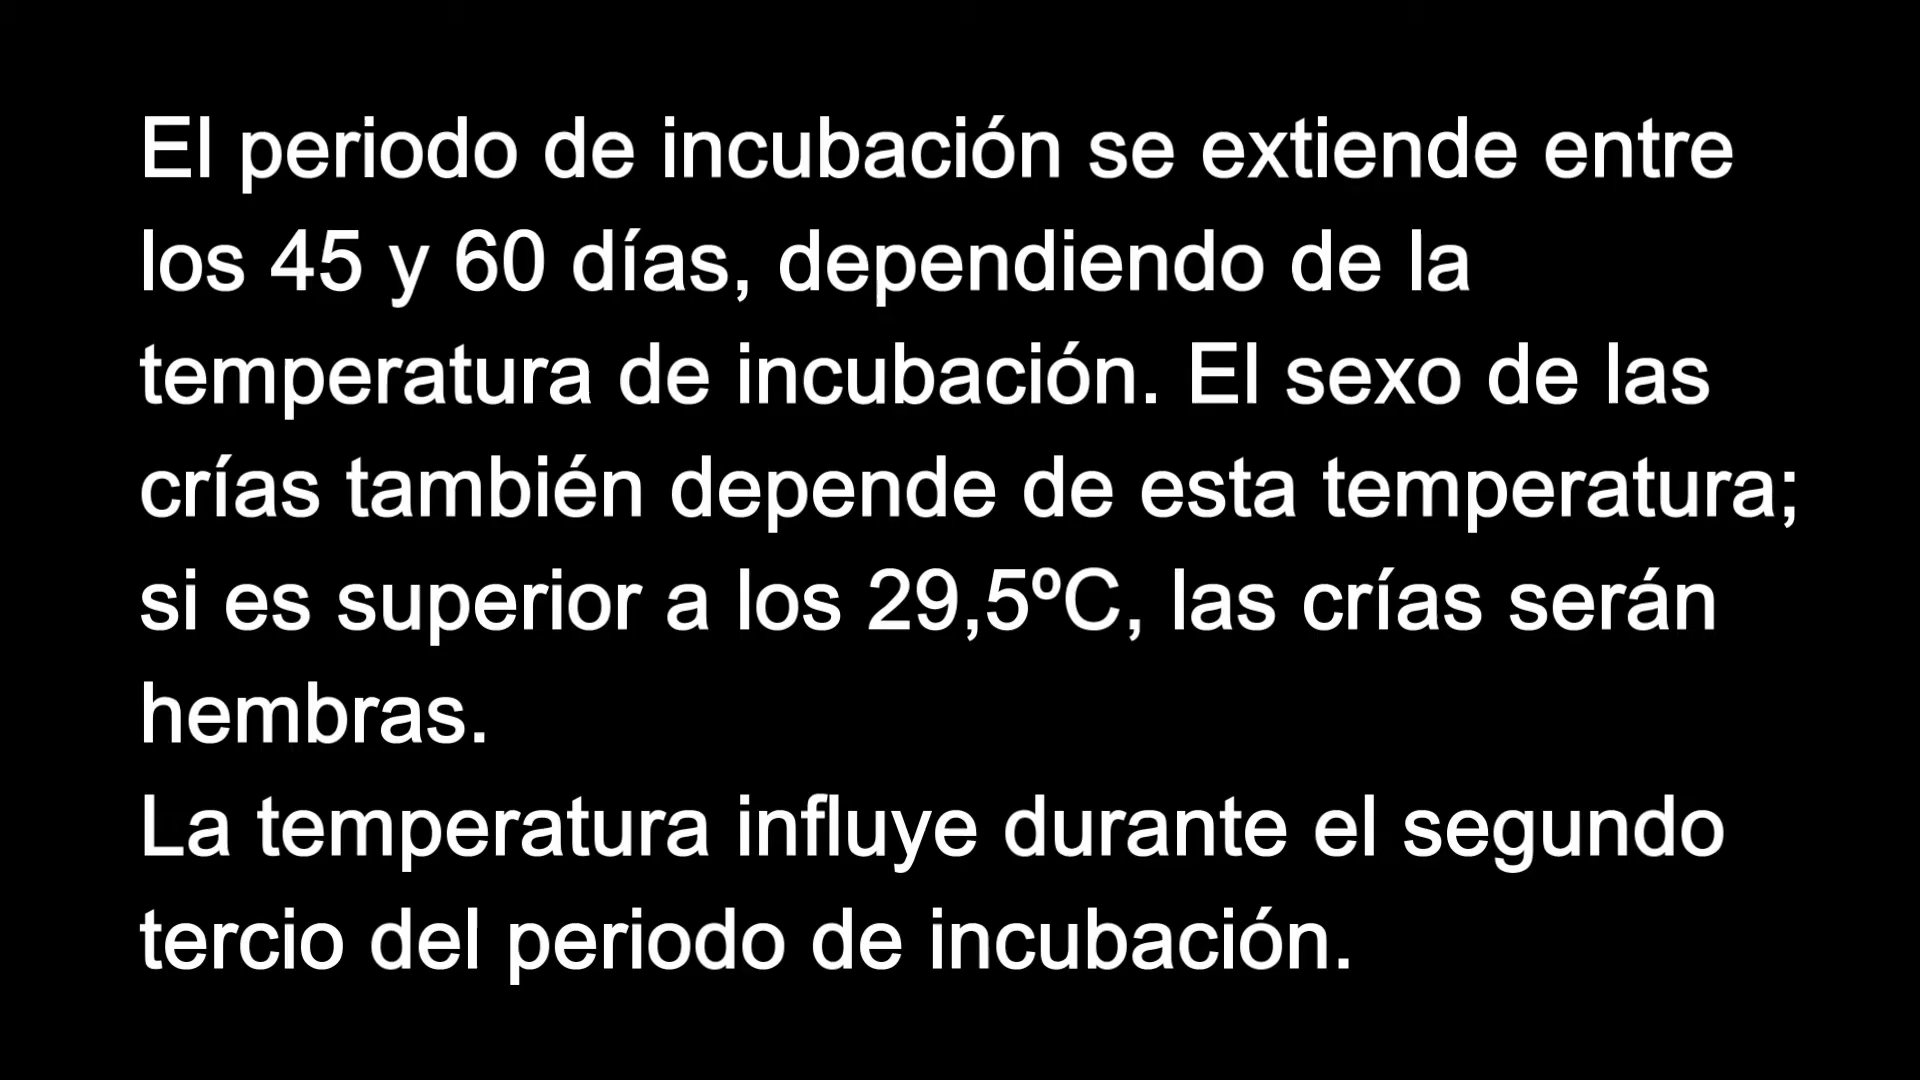 El periodo de incubación se extiende entre
los 45 y 60 días, dependiendo de la
temperatura de incubación. El sexo de las
crías también depende de esta temperatura;
si es superior a los 29,5ºC, las crías serán
hembras.
La temperatura influye durante el segundo
tercio del periodo de incubación.